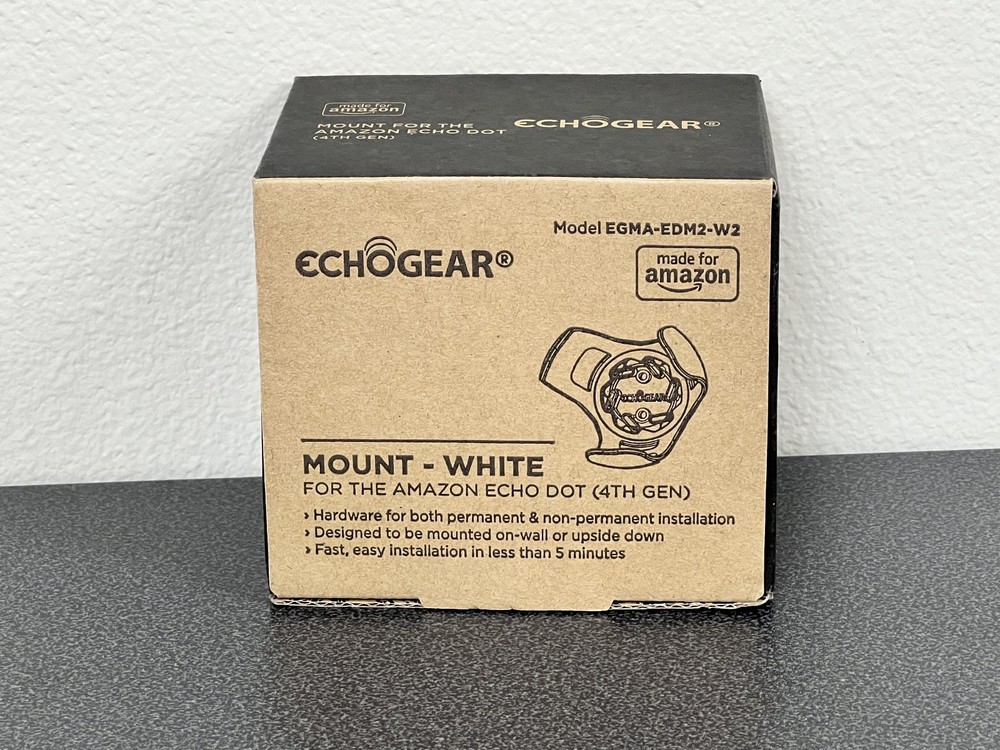 made for
amazon
MOUNT FOR THE
AMAZON ECHO DOT
(4TH GEN)
ECHOGEAR®
Model EGMA-EDM2-W2
ECHOGEAR®
made for
amazon
ECHOGEAR
MOUNT - WHITE
FOR THE AMAZON ECHO DOT (4TH GEN)
› Hardware for both permanent & non-permanent installation
› Designed to be mounted on-wall or upside down
› Fast, easy installation in less than 5 minutes